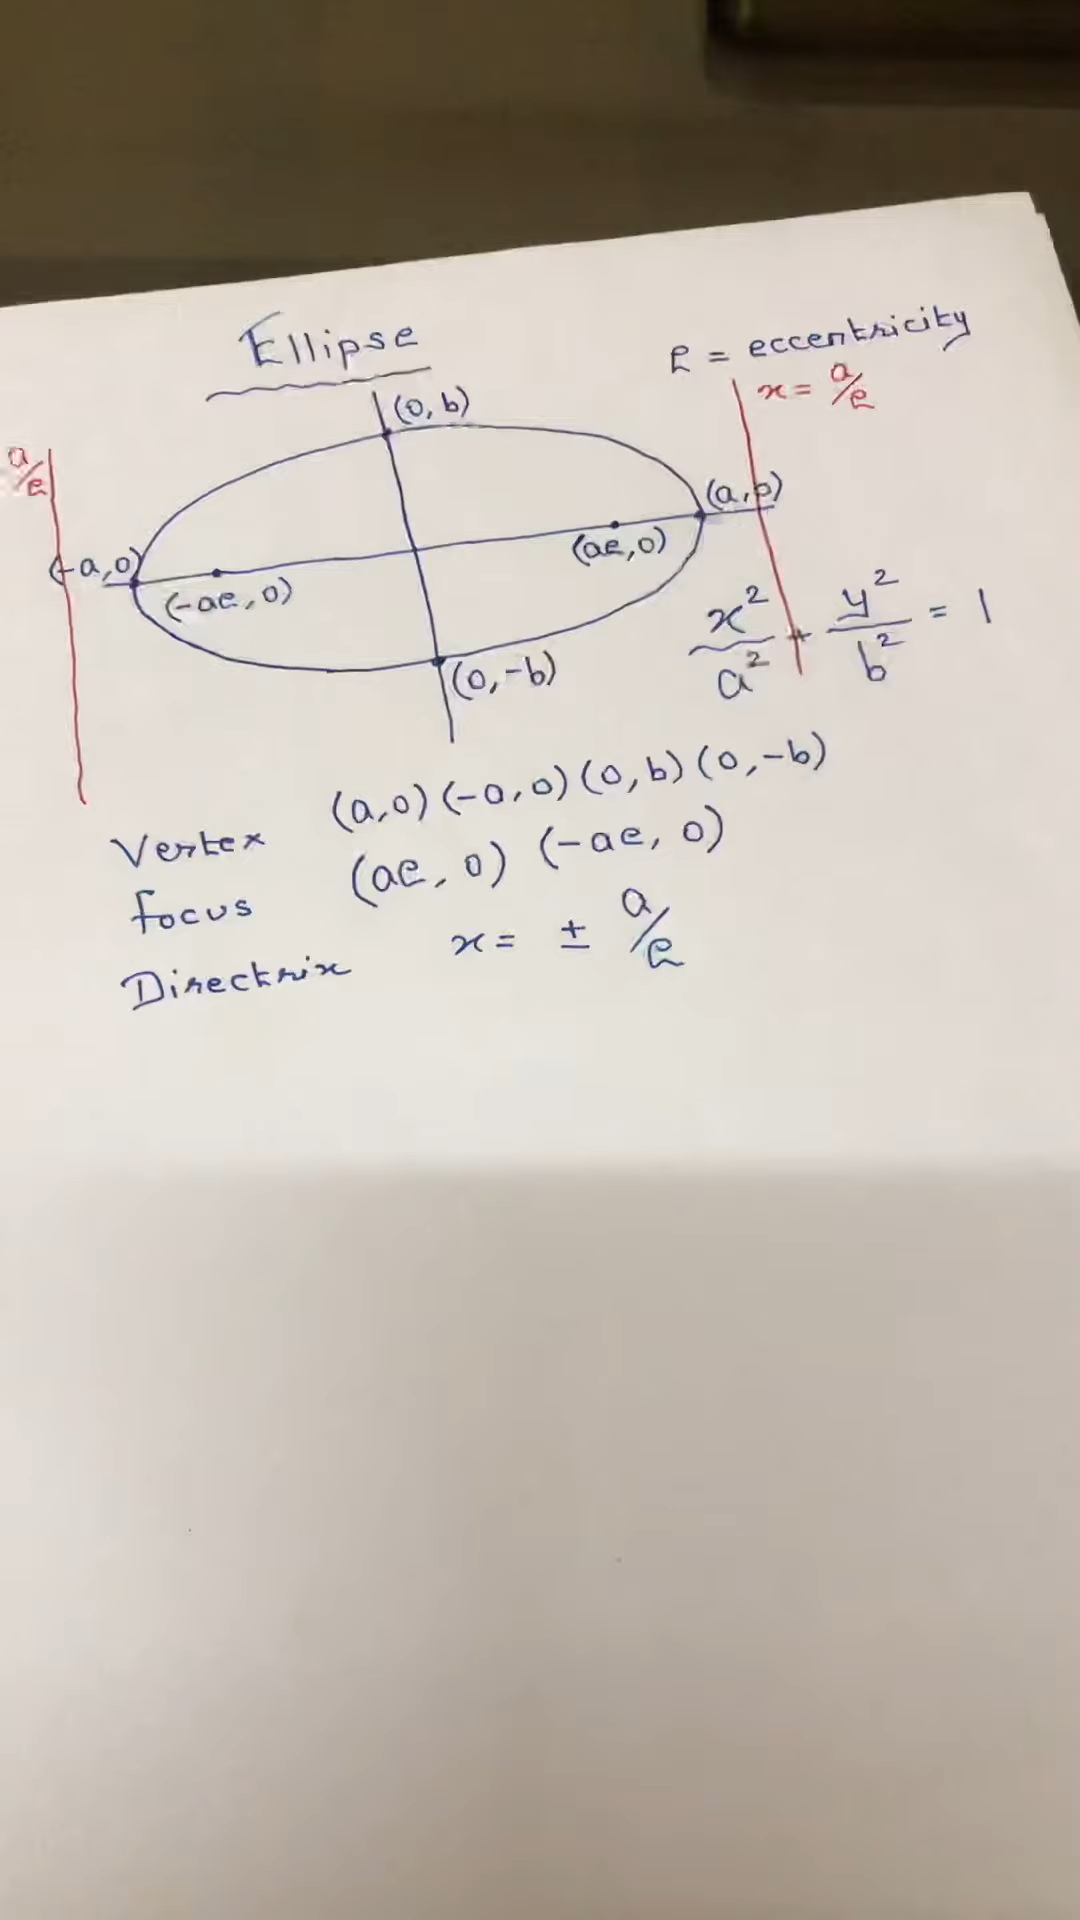 Ellipse
e = eccentricity
x = a/e
(0, b)
a/e
(a, 0)
(-a, 0)
(ae, 0)
(-ae, 0)
x²/a² + y²/b² = 1
(0, -b)
Vertex (a, 0) (-a, 0) (0, b) (0, -b)
focus (ae, 0) (-ae, 0)
Directrix x = ± a/e